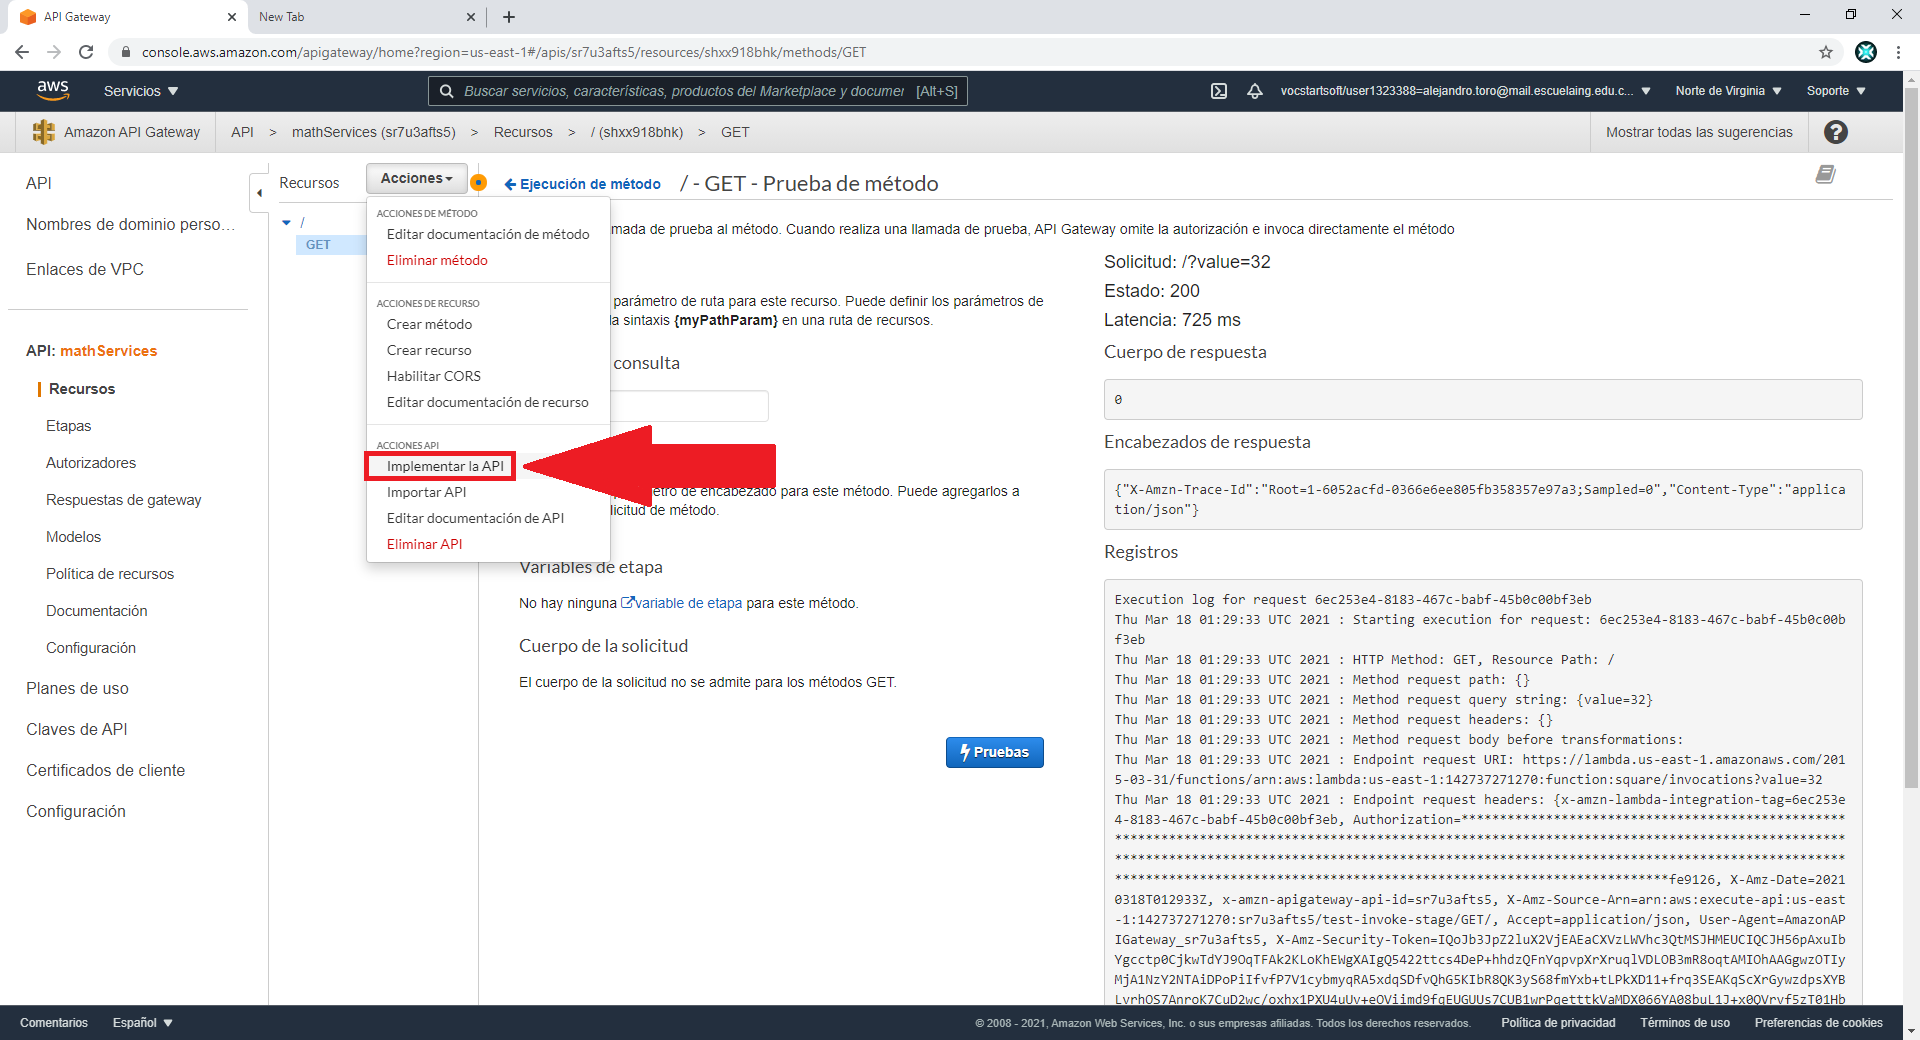 API Gateway
New Tab
console.aws.amazon.com/apigateway/home?region=us-east-1#/apis/sr7u3afts5/resources/shxx918bhk/methods/GET
aws
Servicios
Buscar servicios, características, productos del Marketplace y documer [Alt+S]
vocstartsoft/user1323388=alejandro.toro@mail.escuelaing.edu.c...
Norte de Virginia
Soporte
Amazon API Gateway
API > mathServices (sr7u3afts5) > Recursos > / (shxx918bhk) > GET
Mostrar todas las sugerencias
?
API
Nombres de dominio perso...
Enlaces de VPC
API: mathServices
Recursos
Etapas
Autorizadores
Respuestas de gateway
Modelos
Política de recursos
Documentación
Configuración
Planes de uso
Claves de API
Certificados de cliente
Configuración
Recursos
Acciones
/
GET
ACCIONES DE MÉTODO
Editar documentación de método
Eliminar método
ACCIONES DE RECURSO
Crear método
Crear recurso
Habilitar CORS
Editar documentación de recurso
ACCIONES API
Implementar la API
Importar API
Editar documentación de API
Eliminar API
Ejecución de método
/ - GET - Prueba de método
mada de prueba al método. Cuando realiza una llamada de prueba, API Gateway omite la autorización e invoca directamente el método
parámetro de ruta para este recurso. Puede definir los parámetros de
la sintaxis {myPathParam} en una ruta de recursos.
consulta
etro de encabezado para este método. Puede agregarlos a
licitud de método.
Variables de etapa
No hay ninguna variable de etapa para este método.
Cuerpo de la solicitud
El cuerpo de la solicitud no se admite para los métodos GET.
Pruebas
Solicitud: /?value=32
Estado: 200
Latencia: 725 ms
Cuerpo de respuesta
0
Encabezados de respuesta
{"X-Amzn-Trace-Id":"Root=1-6052acfd-0366e6ee805fb358357e97a3;Sampled=0","Content-Type":"applica
tion/json"}
Registros
Execution log for request 6ec253e4-8183-467c-babf-45b0c00bf3eb
Thu Mar 18 01:29:33 UTC 2021 : Starting execution for request: 6ec253e4-8183-467c-babf-45b0c00b
f3eb
Thu Mar 18 01:29:33 UTC 2021 : HTTP Method: GET, Resource Path: /
Thu Mar 18 01:29:33 UTC 2021 : Method request path: {}
Thu Mar 18 01:29:33 UTC 2021 : Method request query string: {value=32}
Thu Mar 18 01:29:33 UTC 2021 : Method request headers: {}
Thu Mar 18 01:29:33 UTC 2021 : Method request body before transformations:
Thu Mar 18 01:29:33 UTC 2021 : Endpoint request URI: https://lambda.us-east-1.amazonaws.com/201
5-03-31/functions/arn:aws:lambda:us-east-1:142737271270:function:square/invocations?value=32
Thu Mar 18 01:29:33 UTC 2021 : Endpoint request headers: {x-amzn-lambda-integration-tag=6ec253e
4-8183-467c-babf-45b0c00bf3eb, Authorization=**************************************************
***********************************************************************************************
***********************************************************************************************
************************************************************************fe9126, X-Amz-Date=2021
0318T012933Z, x-amzn-apigateway-api-id=sr7u3afts5, X-Amz-Source-Arn=arn:aws:execute-api:us-east
-1:142737271270:sr7u3afts5/test-invoke-stage/GET/, Accept=application/json, User-Agent=AmazonAP
IGateway_sr7u3afts5, X-Amz-Security-Token=IQoJb3JpZ2luX2VjEAEaCXVzLWVhc3QtMSJHMEUCIQCJH56pAxuIb
Comentarios
Español
© 2008 - 2021, Amazon Web Services, Inc. o sus empresas afiliadas. Todos los derechos reservados.
Política de privacidad
Términos de uso
Preferencias de cookies